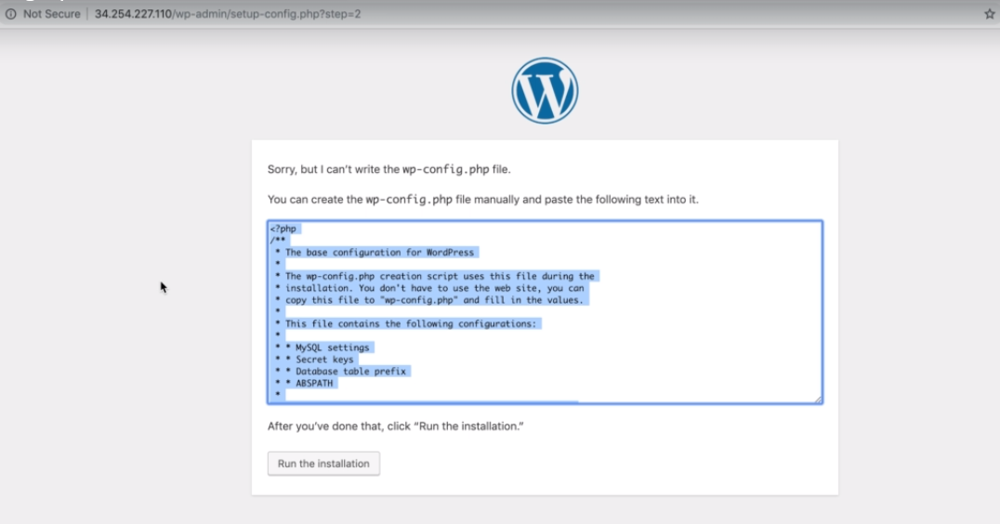 Not Secure | 34.254.227.110/wp-admin/setup-config.php?step=2
Sorry, but I can't write the wp-config.php file.
You can create the wp-config.php file manually and paste the following text into it.
<?php
/**
 * The base configuration for WordPress
 *
 * The wp-config.php creation script uses this file during the
 * installation. You don't have to use the web site, you can
 * copy this file to "wp-config.php" and fill in the values.
 *
 * This file contains the following configurations:
 *
 * * MySQL settings
 * * Secret keys
 * * Database table prefix
 * * ABSPATH
 *
After you've done that, click “Run the installation.”
Run the installation